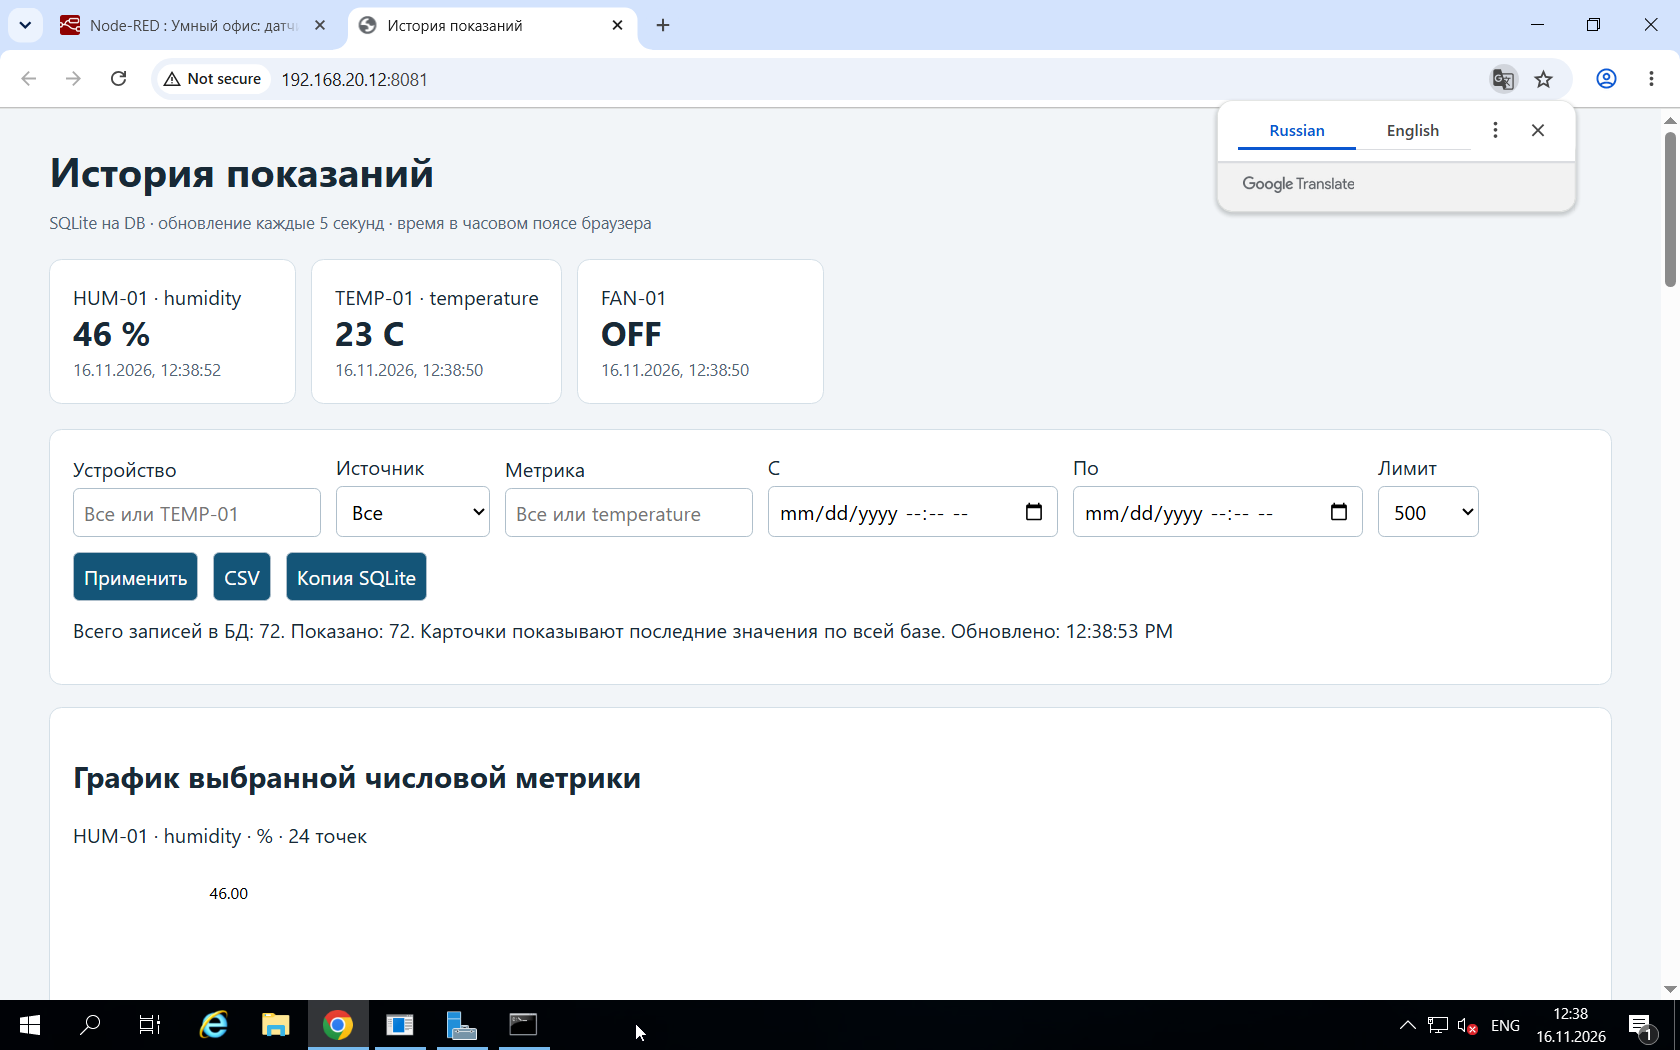 Node-RED : Умный офис: датч
История показаний
Not secure
192.168.20.12:8081
Russian
English
Google Translate
История показаний
SQLite на DB · обновление каждые 5 секунд · время в часовом поясе браузера
HUM-01 · humidity
46 %
16.11.2026, 12:38:52
TEMP-01 · temperature
23 C
16.11.2026, 12:38:50
FAN-01
OFF
16.11.2026, 12:38:50
Устройство
Все или TEMP-01
Источник
Все
Метрика
Все или temperature
С
mm/dd/yyyy --:-- --
По
mm/dd/yyyy --:-- --
Лимит
500
Применить
CSV
Копия SQLite
Всего записей в БД: 72. Показано: 72. Карточки показывают последние значения по всей базе. Обновлено: 12:38:53 PM
График выбранной числовой метрики
HUM-01 · humidity · % · 24 точек
46.00
ENG
12:38
16.11.2026
1